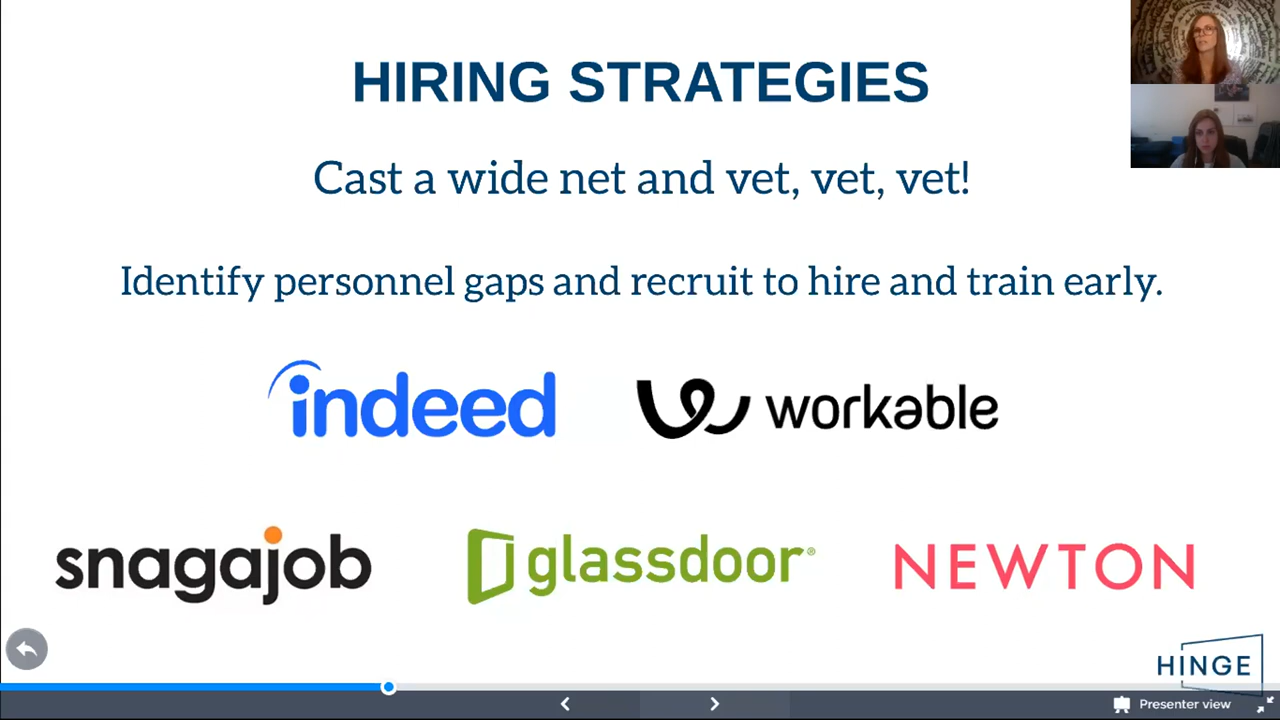 HIRING STRATEGIES
Cast a wide net and vet, vet, vet!
Identify personnel gaps and recruit to hire and train early.
indeed
workable
snagajob
glassdoor®
NEWTON
HINGE
Presenter view